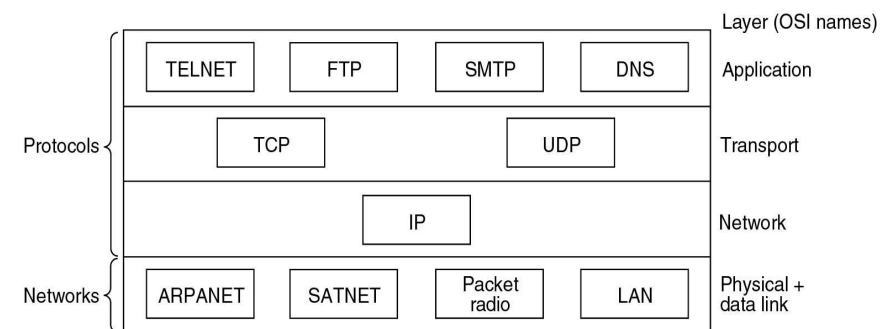 Layer (OSI names)
TELNET FTP SMTP DNS Application
Protocols TCP UDP Transport
IP Network
Networks ARPANET SATNET Packet radio LAN Physical + data link